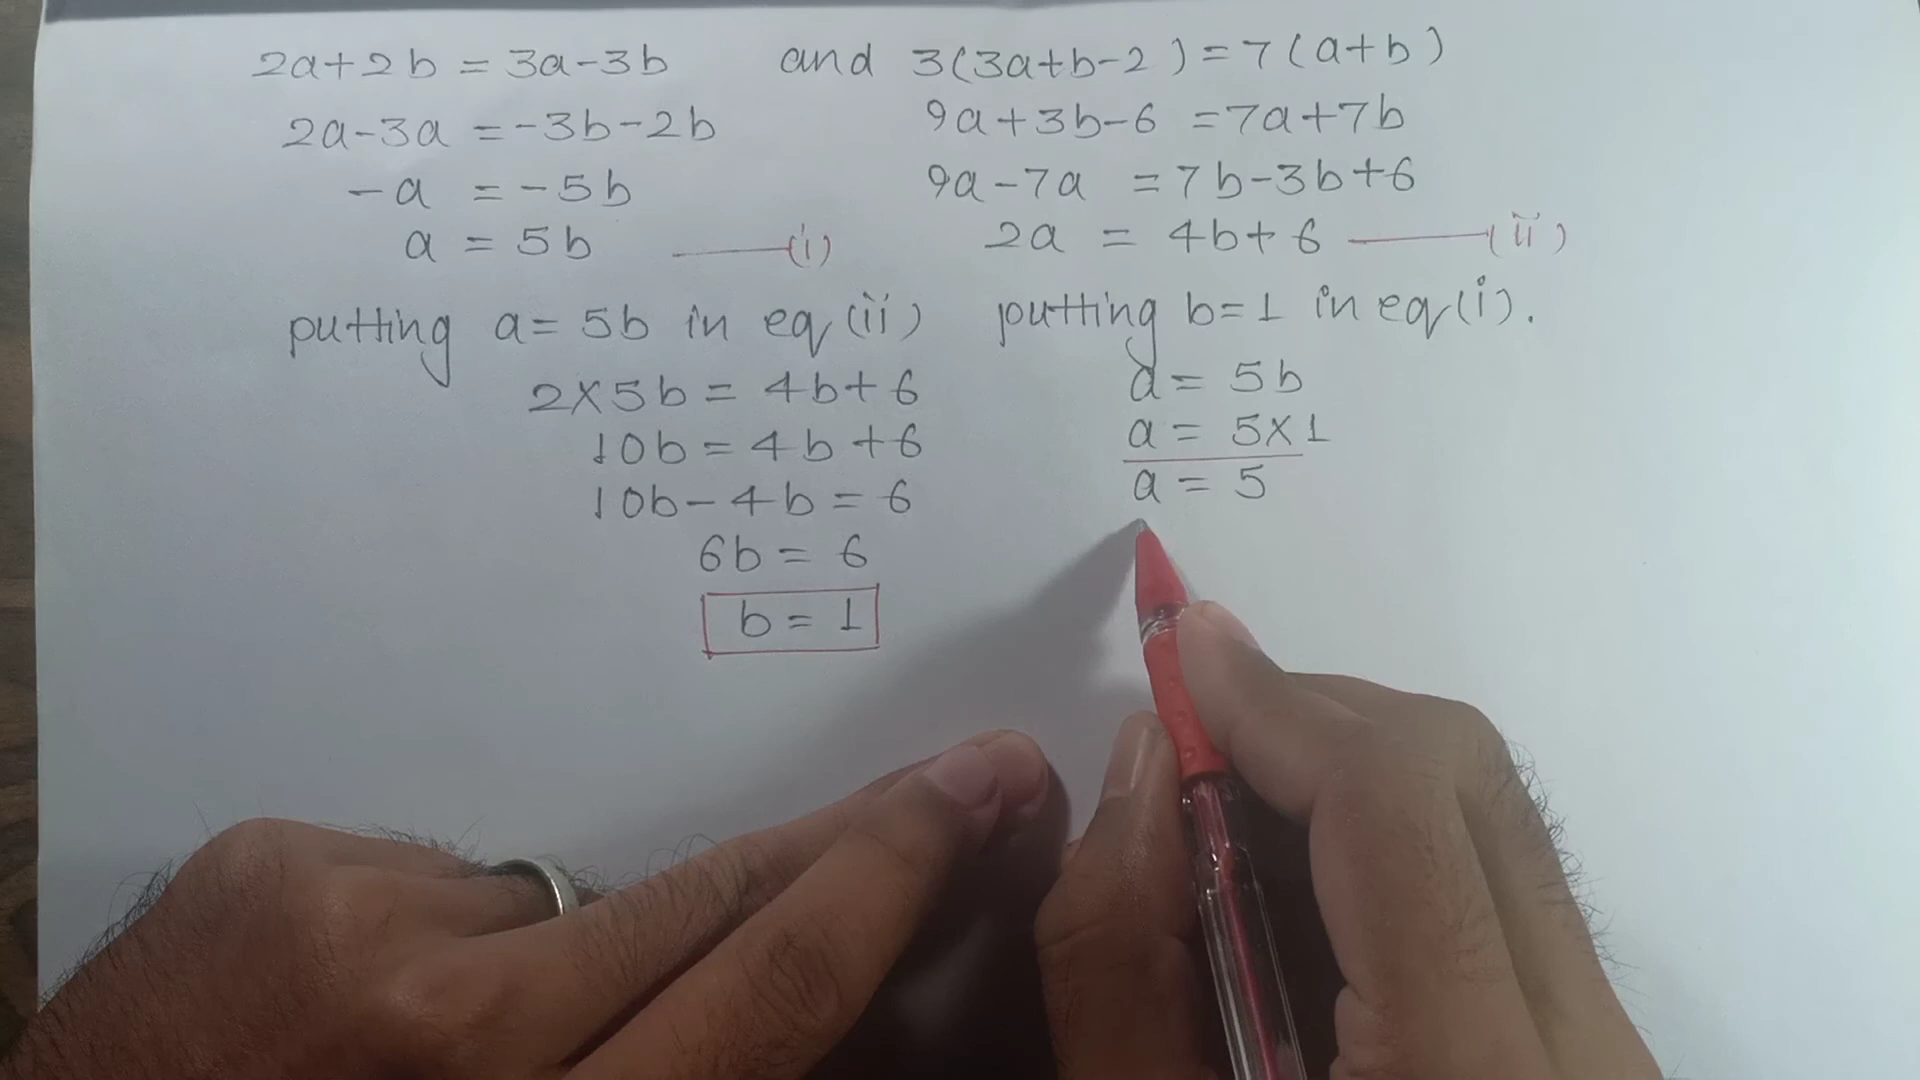 2a+2b = 3a-3b and 3(3a+b-2) = 7(a+b)
2a-3a = -3b-2b
-a = -5b
a = 5b ——(i)
9a+3b-6 = 7a+7b
9a-7a = 7b-3b+6
2a = 4b+6 ——(ii)
putting a = 5b in eq(ii)
2×5b = 4b+6
10b = 4b+6
10b-4b = 6
6b = 6
b = 1
putting b=1 in eq(i).
a = 5b
a = 5×1
a = 5